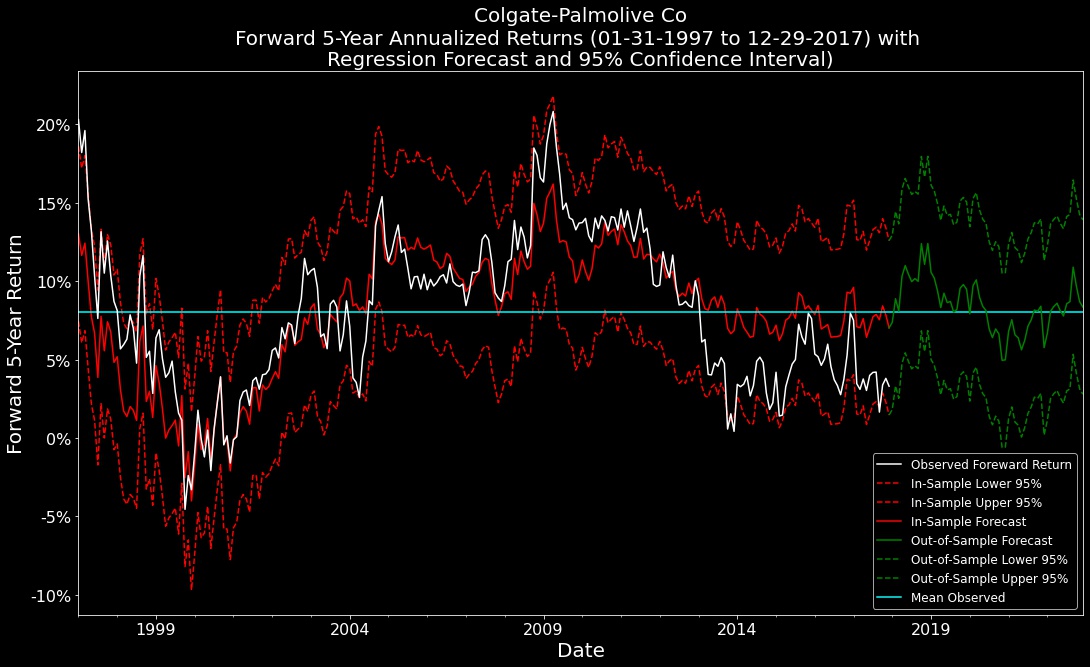 Colgate-Palmolive Co
Forward 5-Year Annualized Returns (01-31-1997 to 12-29-2017) with
Regression Forecast and 95% Confidence Interval)
Forward 5-Year Return
20%
15%
10%
5%
0%
-5%
-10%
Observed Foreward Return
In-Sample Lower 95%
In-Sample Upper 95%
In-Sample Forecast
Out-of-Sample Forecast
Out-of-Sample Lower 95%
Out-of-Sample Upper 95%
Mean Observed
1999
2004
2009
2014
2019
Date